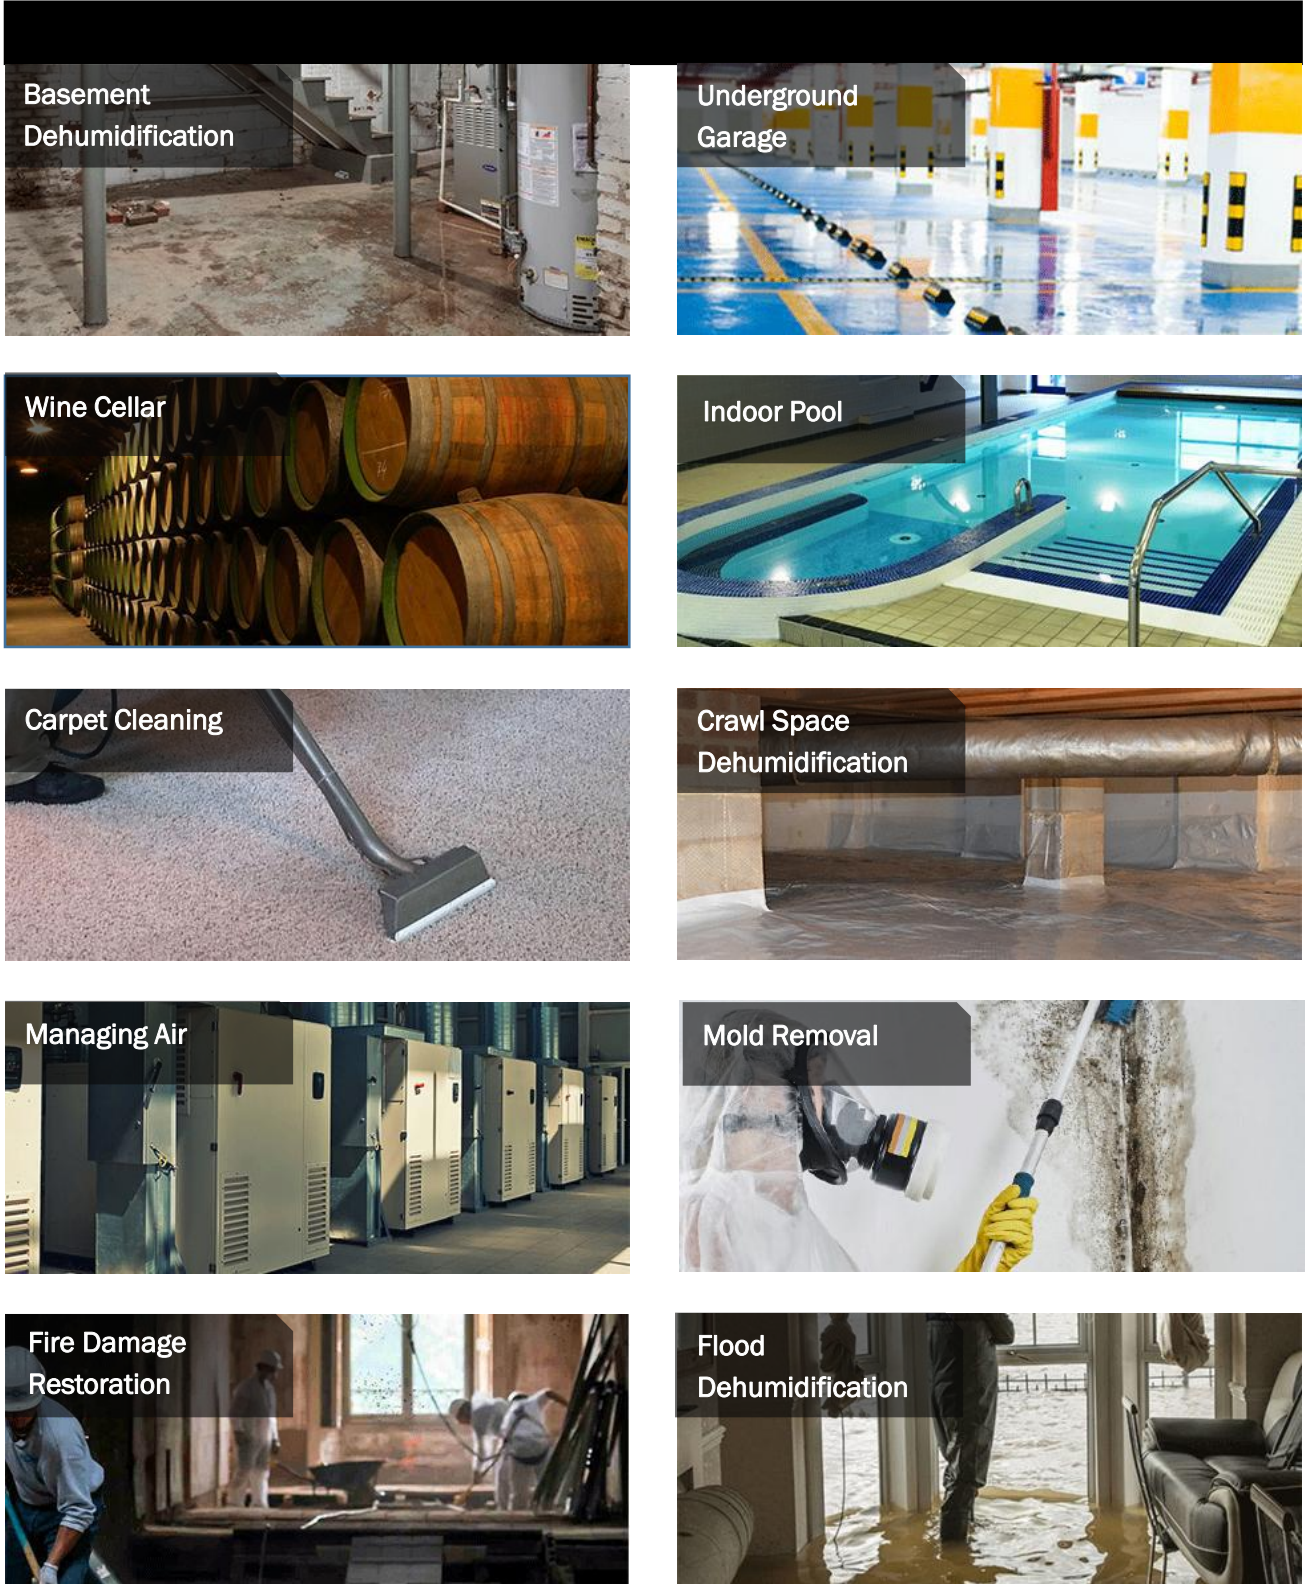 Basement
Dehumidification
Underground
Garage
Wine Cellar
Indoor Pool
Carpet Cleaning
Crawl Space
Dehumidification
Managing Air
Mold Removal
Fire Damage
Restoration
Flood
Dehumidification